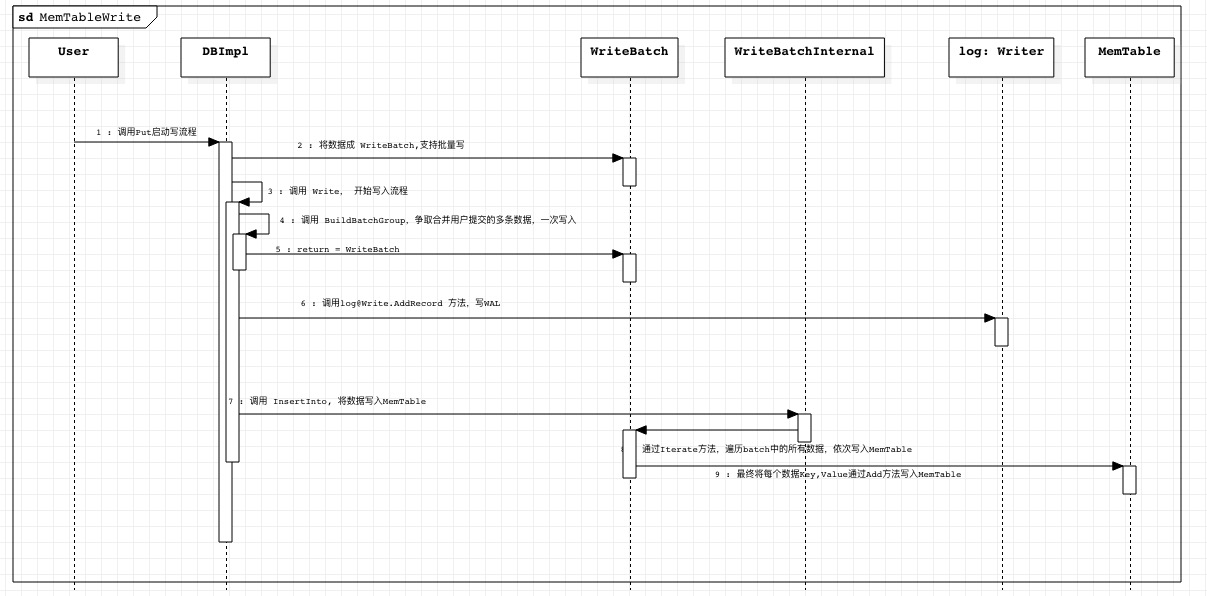 sd MemTableWrite
User
DBImpl
WriteBatch
WriteBatchInternal
log: Writer
MemTable
1 : 调用Put启动写流程
2 : 将数据成 WriteBatch,支持批量写
3 : 调用 Write, 开始写入流程
4 : 调用 BuildBatchGroup, 争取合并用户提交的多条数据, 一次写入
5 : return = WriteBatch
6 : 调用log@Write.AddRecord 方法, 写WAL
7 : 调用 InsertInto, 将数据写入MemTable
8 : 通过Iterate方法, 遍历batch中的所有数据, 依次写入MemTable
9 : 最终将每个数据Key,Value通过Add方法写入MemTable